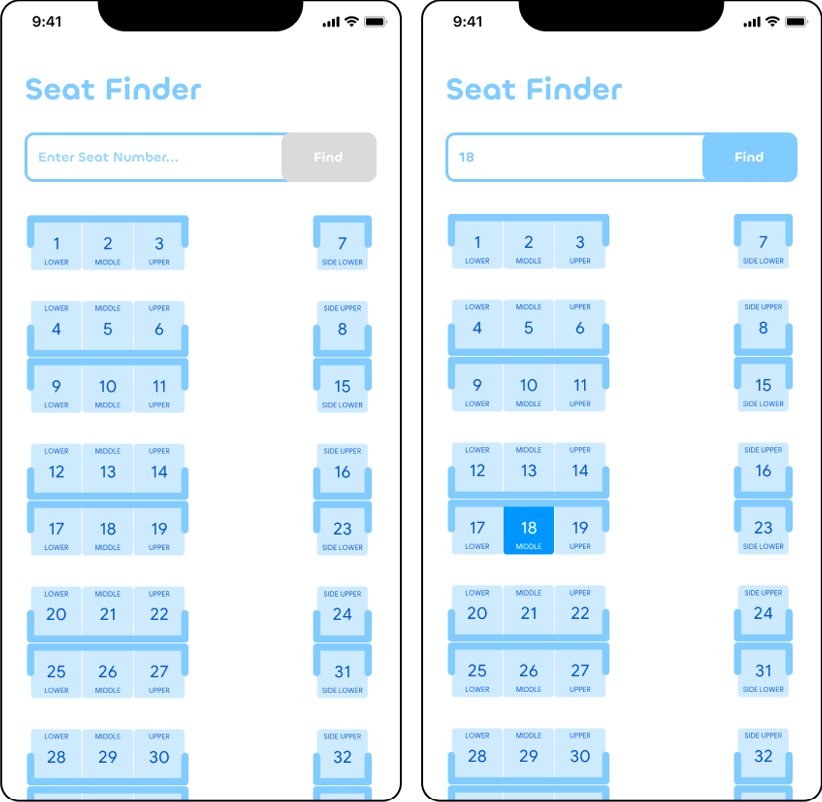 9:41
Seat Finder
Enter Seat Number... Find
1 2 3 7
LOWER MIDDLE UPPER SIDE LOWER
LOWER MIDDLE UPPER SIDE UPPER
4 5 6 8
9 10 11 15
LOWER MIDDLE UPPER SIDE LOWER
LOWER MIDDLE UPPER SIDE UPPER
12 13 14 16
17 18 19 23
LOWER MIDDLE UPPER SIDE LOWER
LOWER MIDDLE UPPER SIDE UPPER
20 21 22 24
25 26 27 31
LOWER MIDDLE UPPER SIDE LOWER
LOWER MIDDLE UPPER SIDE UPPER
28 29 30 32
9:41
Seat Finder
18 Find
1 2 3 7
LOWER MIDDLE UPPER SIDE LOWER
LOWER MIDDLE UPPER SIDE UPPER
4 5 6 8
9 10 11 15
LOWER MIDDLE UPPER SIDE LOWER
LOWER MIDDLE UPPER SIDE UPPER
12 13 14 16
17 18 19 23
LOWER MIDDLE UPPER SIDE LOWER
LOWER MIDDLE UPPER SIDE UPPER
20 21 22 24
25 26 27 31
LOWER MIDDLE UPPER SIDE LOWER
LOWER MIDDLE UPPER SIDE UPPER
28 29 30 32